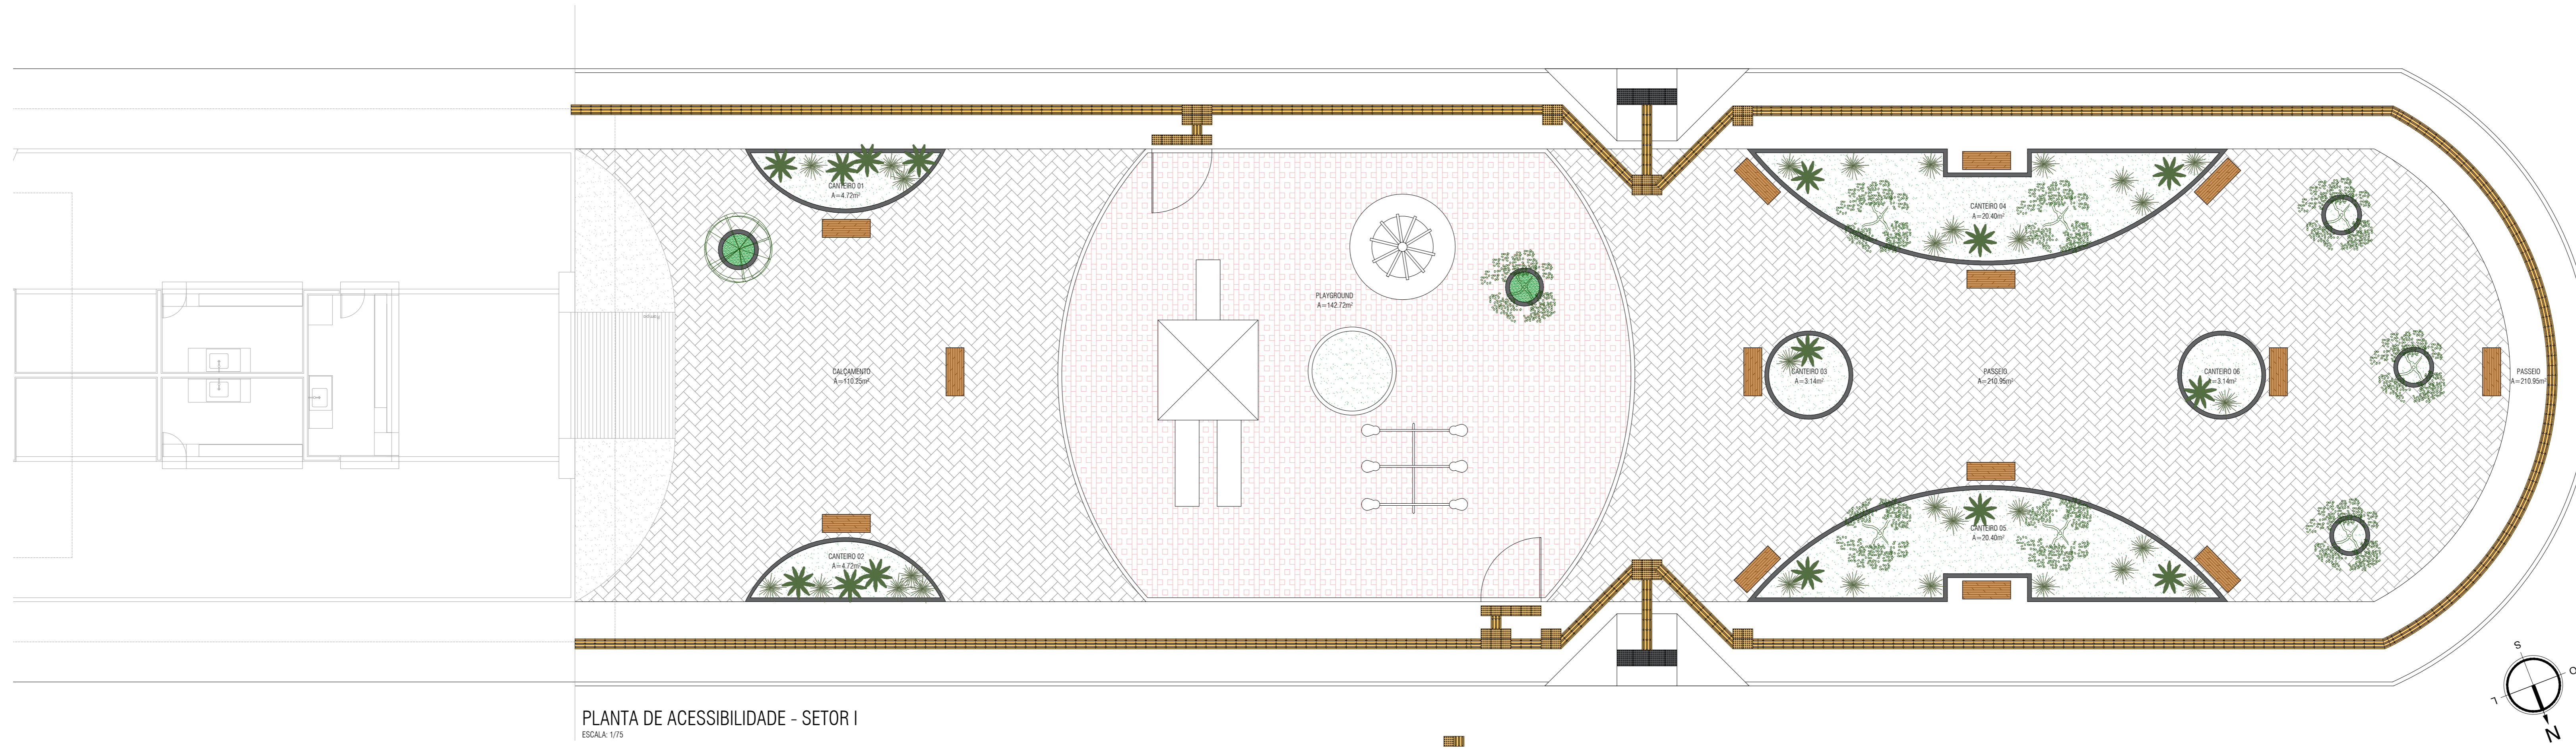 CANTEIRO 01
A=4.72m²
CANTEIRO 04
A=20.40m²
PLAYGROUND
A=142.72m²
CALÇAMENTO
A=110.25m²
CANTEIRO 03
A=3.14m²
PASSEIO
A=210.95m²
CANTEIRO 06
A=3.14m²
PASSEIO
A=210.95m²
CANTEIRO 02
A=4.72m²
CANTEIRO 05
A=20.40m²
PLANTA DE ACESSIBILIDADE - SETOR I
ESCALA: 1/75
S
O
L
N